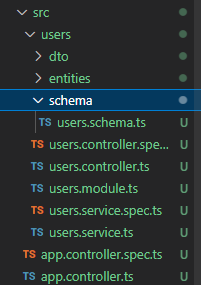 src
users
dto
entities
schema
TS users.schema.ts U
TS users.controller.spe... U
TS users.controller.ts U
TS users.module.ts U
TS users.service.spec.ts U
TS users.service.ts U
TS app.controller.spec.ts U
TS app.controller.ts U